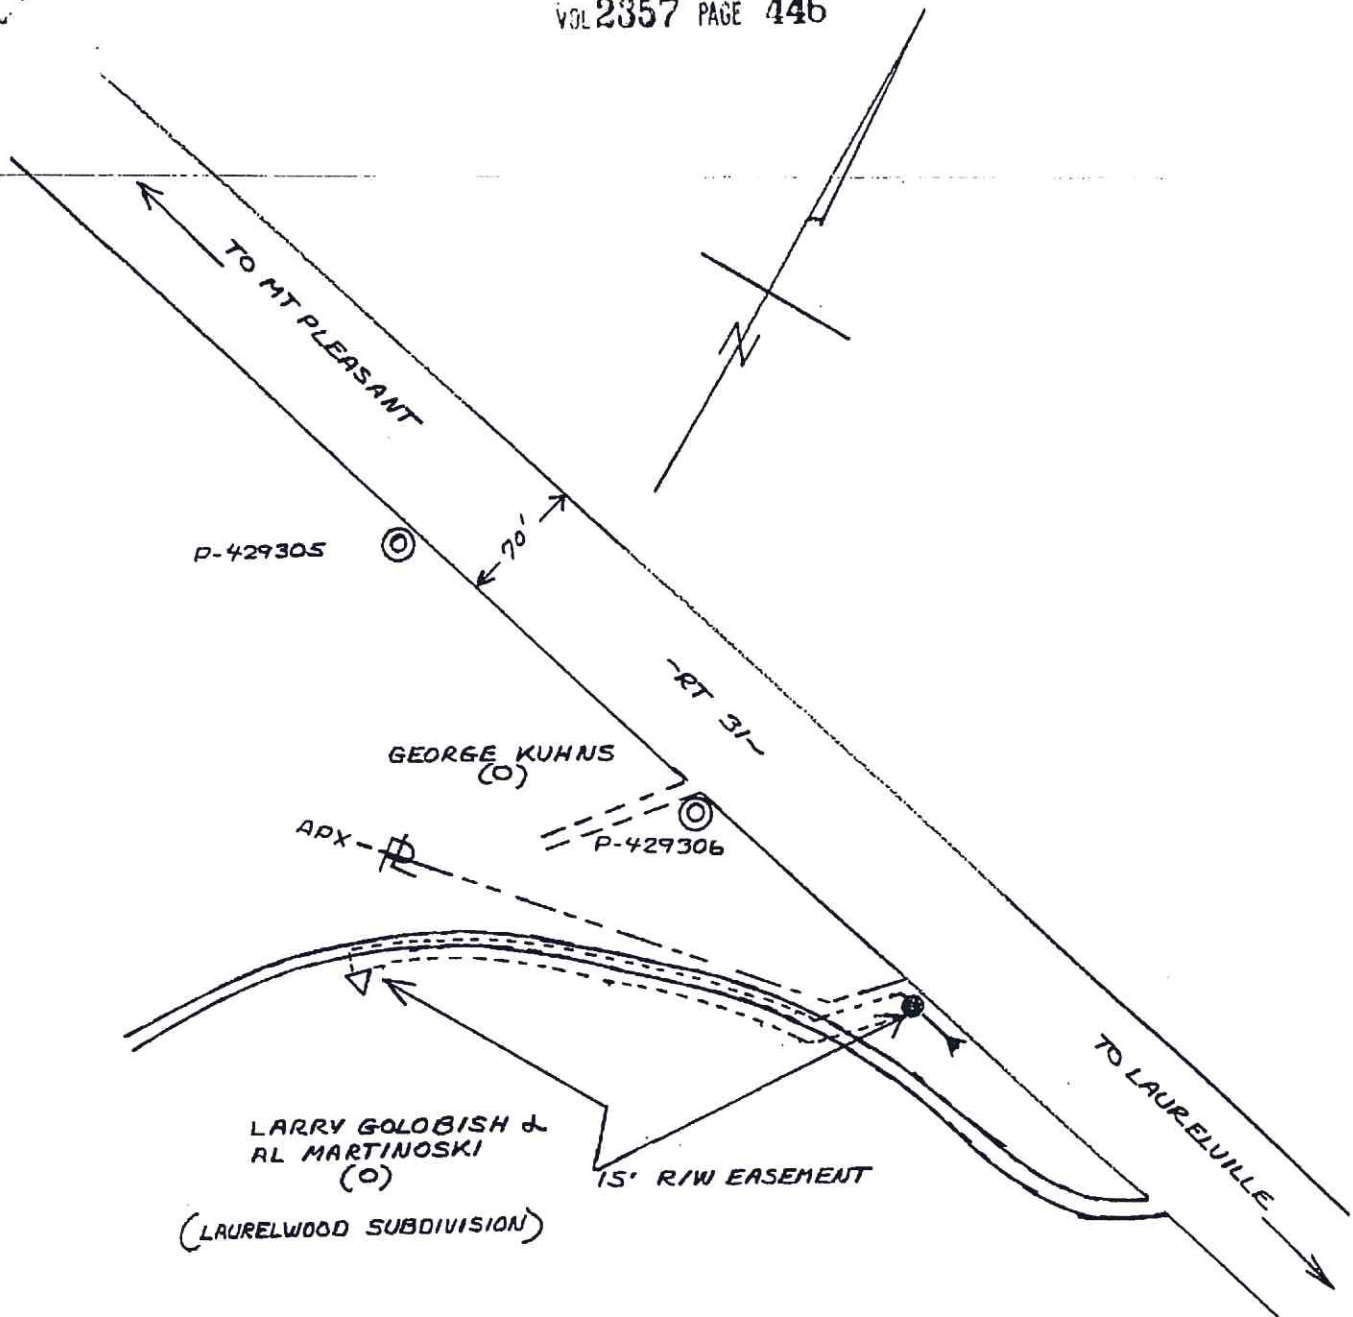 VOL 2357 PAGE 446
TO MT PLEASANT
N
70'
P-429305
~RT 31~
GEORGE KUHNS
(O)
P-429306
APX
PL
TO LAURELVILLE
LARRY GOLOBISH &
AL MARTINOSKI
(O)
15' R/W EASEMENT
(LAURELWOOD SUBDIVISION)